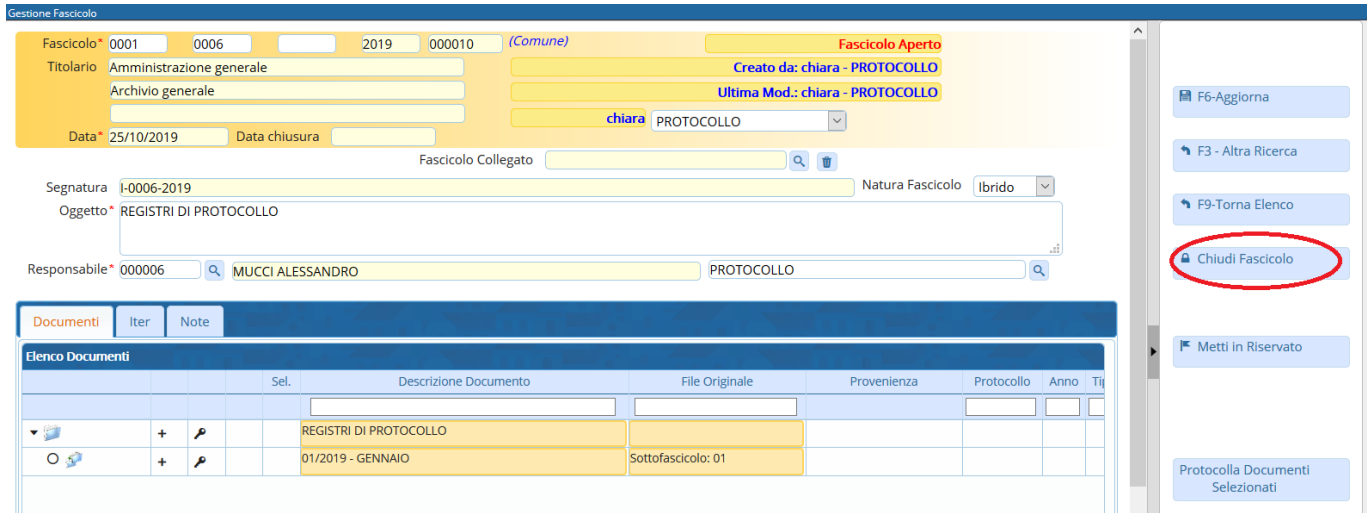 Gestione Fascicolo
Fascicolo* 0001 0006 2019 000010 (Comune) Fascicolo Aperto
Titolario Amministrazione generale Creato da: chiara - PROTOCOLLO
Archivio generale Ultima Mod.: chiara - PROTOCOLLO
chiara PROTOCOLLO
Data* 25/10/2019 Data chiusura
Fascicolo Collegato
Segnatura I-0006-2019 Natura Fascicolo Ibrido
Oggetto* REGISTRI DI PROTOCOLLO
Responsabile* 000006 MUCCI ALESSANDRO PROTOCOLLO
Documenti Iter Note
Elenco Documenti
Sel. Descrizione Documento File Originale Provenienza Protocollo Anno
REGISTRI DI PROTOCOLLO
01/2019 - GENNAIO Sottofascicolo: 01
F6-Aggiorna
F3 - Altra Ricerca
F9-Torna Elenco
Chiudi Fascicolo
Metti in Riservato
Protocolla Documenti
Selezionati